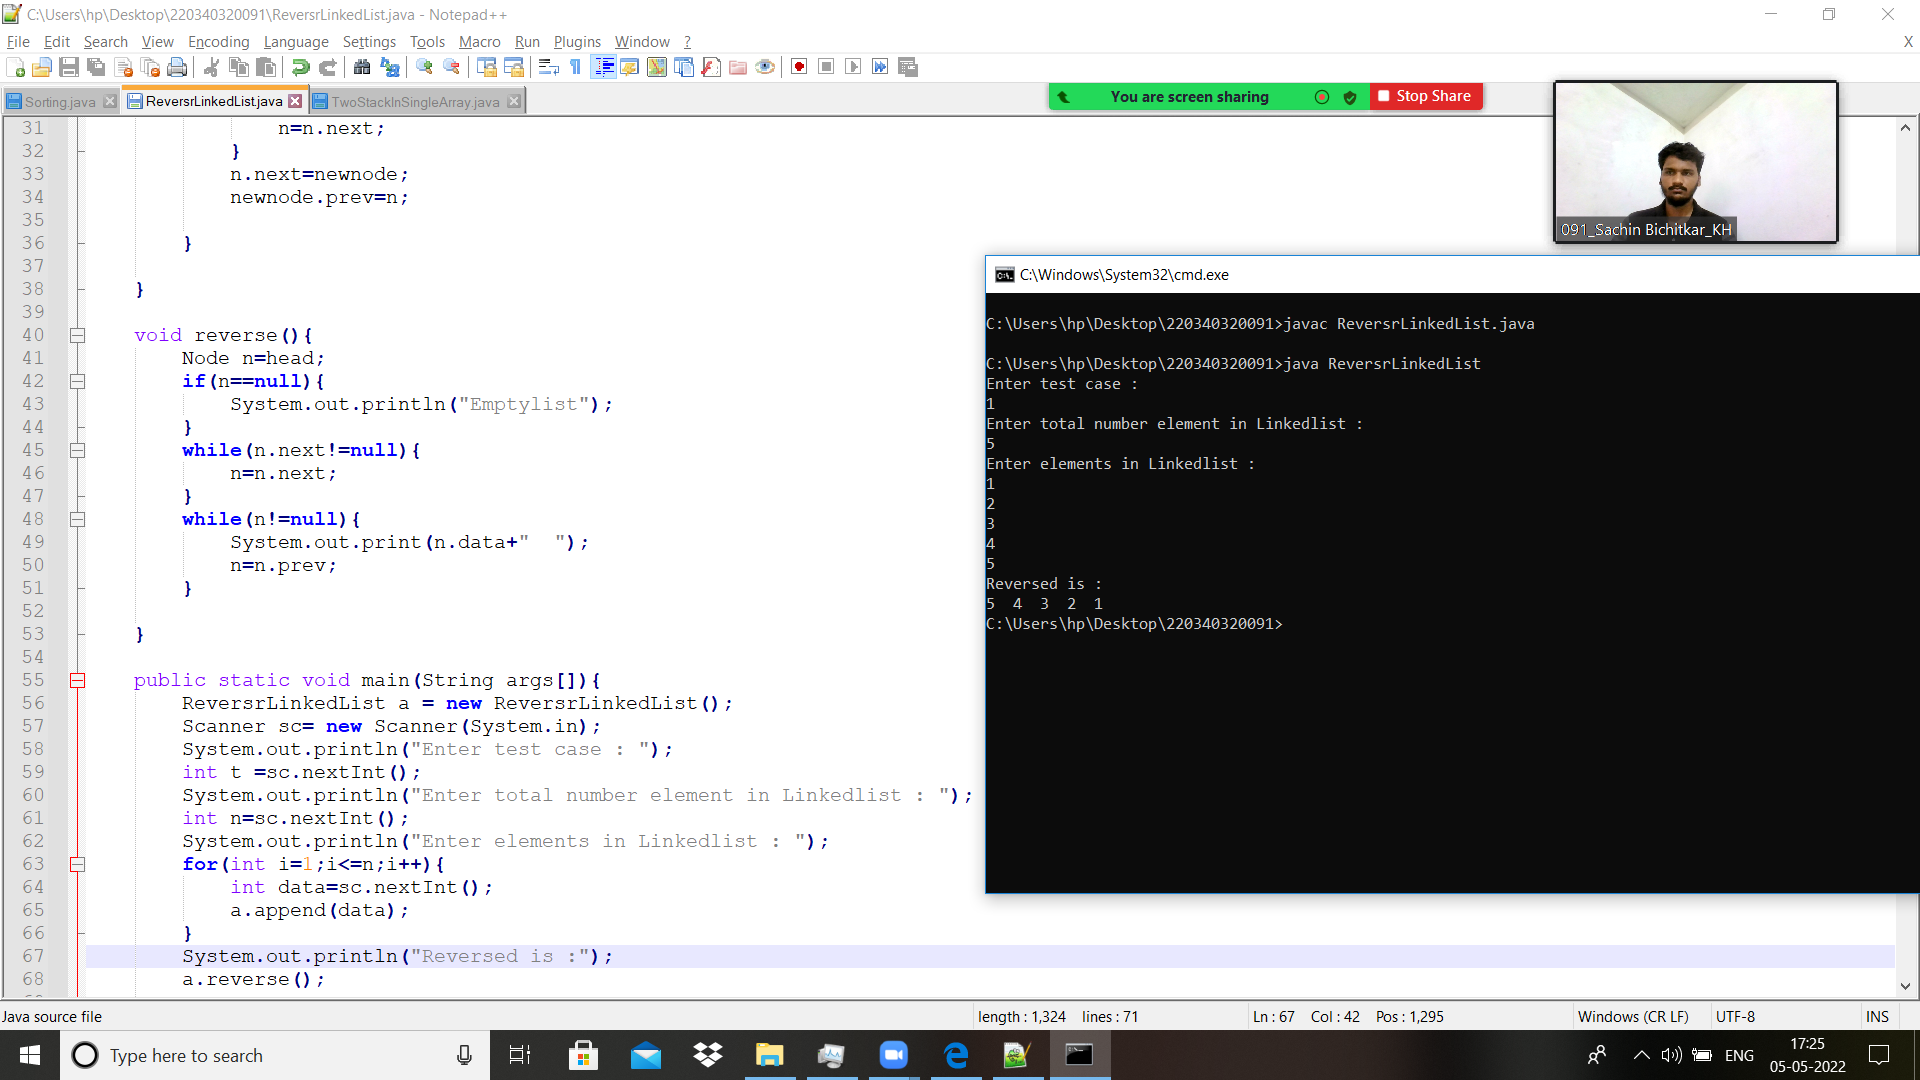 C:\Users\hp\Desktop\220340320091\ReversrLinkedList.java - Notepad++
File Edit Search View Encoding Language Settings Tools Macro Run Plugins Window ? X
Sorting.java ReversrLinkedList.java TwoStackInSingleArray.java
You are screen sharing Stop Share
091_Sachin Bichitkar_KH
31 n=n.next;
32 }
33 n.next=newnode;
34 newnode.prev=n;
35
36 }
37
38 }
39
40 void reverse(){
41 Node n=head;
42 if(n==null){
43 System.out.println("Emptylist");
44 }
45 while(n.next!=null){
46 n=n.next;
47 }
48 while(n!=null){
49 System.out.print(n.data+"  ");
50 n=n.prev;
51 }
52
53 }
54
55 public static void main(String args[]){
56 ReversrLinkedList a = new ReversrLinkedList();
57 Scanner sc= new Scanner(System.in);
58 System.out.println("Enter test case : ");
59 int t =sc.nextInt();
60 System.out.println("Enter total number element in Linkedlist : ");
61 int n=sc.nextInt();
62 System.out.println("Enter elements in Linkedlist : ");
63 for(int i=1;i<=n;i++){
64 int data=sc.nextInt();
65 a.append(data);
66 }
67 System.out.println("Reversed is :");
68 a.reverse();
C:\Windows\System32\cmd.exe
C:\Users\hp\Desktop\220340320091>javac ReversrLinkedList.java
C:\Users\hp\Desktop\220340320091>java ReversrLinkedList
Enter test case :
1
Enter total number element in Linkedlist :
5
Enter elements in Linkedlist :
1
2
3
4
5
Reversed is :
5  4  3  2  1
C:\Users\hp\Desktop\220340320091>
Java source file length : 1,324 lines : 71 Ln : 67 Col : 42 Pos : 1,295 Windows (CR LF) UTF-8 INS
Type here to search ENG 17:25
05-05-2022